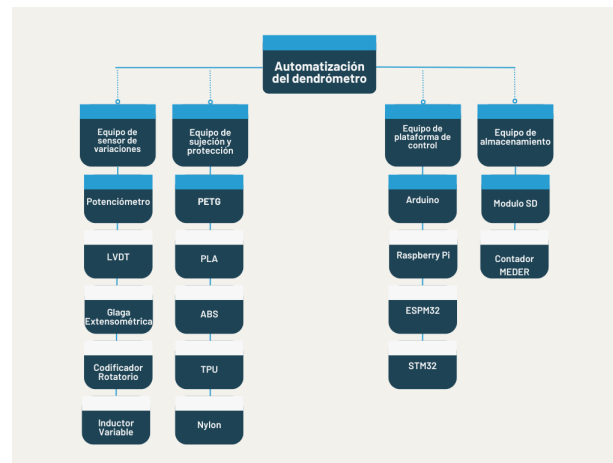 Automatización
del dendrómetro
Equipo de
sensor de
variaciones
Equipo de
sujeción y
protección
Equipo de
plataforma de
control
Equipo de
almacenamiento
Potenciómetro
PETG
Arduino
Modulo SD
LVDT
PLA
Raspberry Pi
Contador
MEDER
Glaga
Extensométrica
ABS
ESPM32
Codificador
Rotatorio
TPU
STM32
Inductor
Variable
Nylon